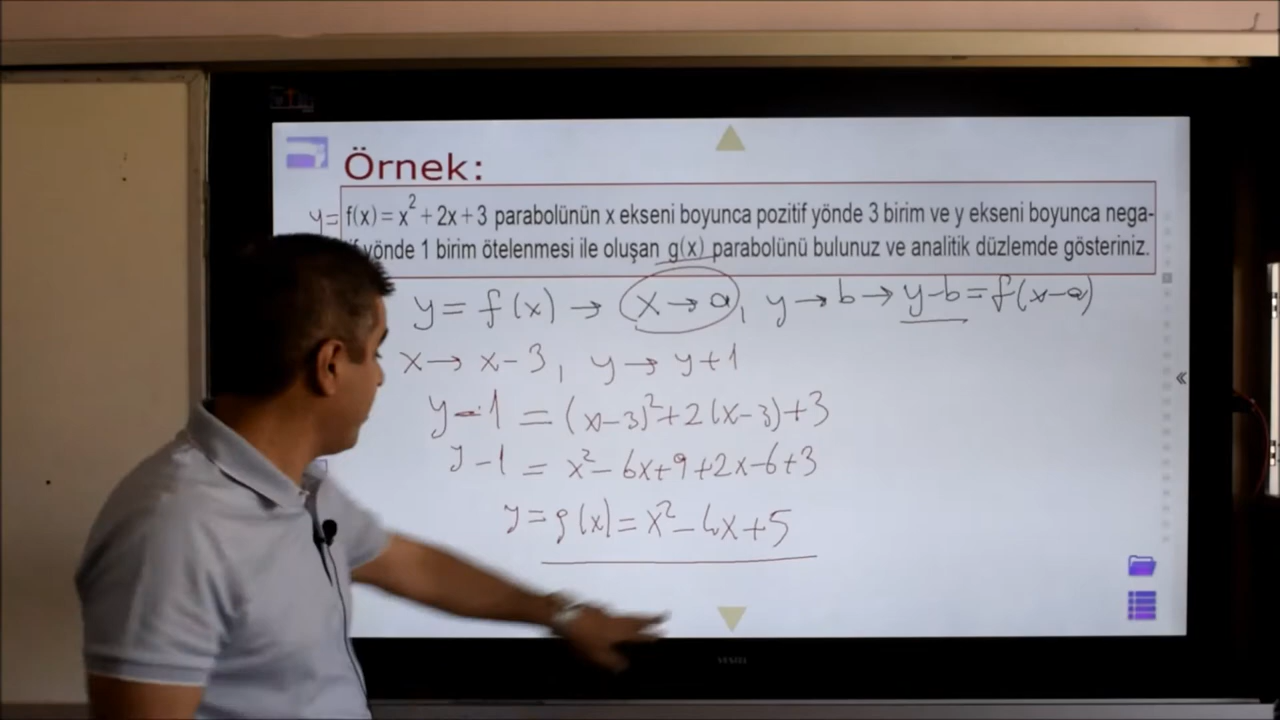 Örnek:
y= f(x) = x² + 2x + 3 parabolünün x ekseni boyunca pozitif yönde 3 birim ve y ekseni boyunca nega-
yönde 1 birim ötelenmesi ile oluşan g(x) parabolünü bulunuz ve analitik düzlemde gösteriniz.
y = f(x) → x → a, y → b → y-b = f(x-a)
x → x-3, y → y+1
y-1 = (x-3)²+2(x-3)+3
y-1 = x²-6x+9+2x-6+3
y = g(x) = x²-4x+5
VESTEL